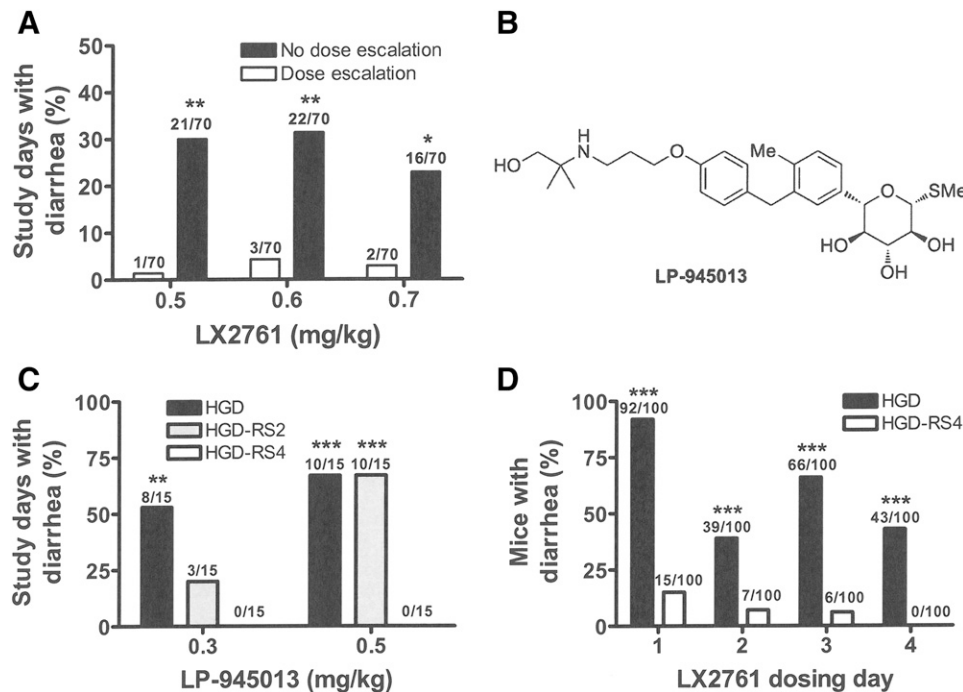 A
Study days with
diarrhea (%)
50
40
30
20
10
0
No dose escalation
Dose escalation
1/70
**
21/70
3/70
**
22/70
2/70
*
16/70
0.5
0.6
0.7
LX2761 (mg/kg)
B
HO
H
N
O
Me
O
SMe
HO
OH
OH
LP-945013
C
Study days with
diarrhea (%)
100
75
50
25
0
HGD
HGD-RS2
HGD-RS4
**
8/15
3/15
0/15
***
10/15
***
10/15
0/15
0.3
0.5
LP-945013 (mg/kg)
D
Mice with
diarrhea (%)
100
75
50
25
0
HGD
HGD-RS4
***
92/100
15/100
***
39/100
7/100
***
66/100
6/100
***
43/100
0/100
1
2
3
4
LX2761 dosing day